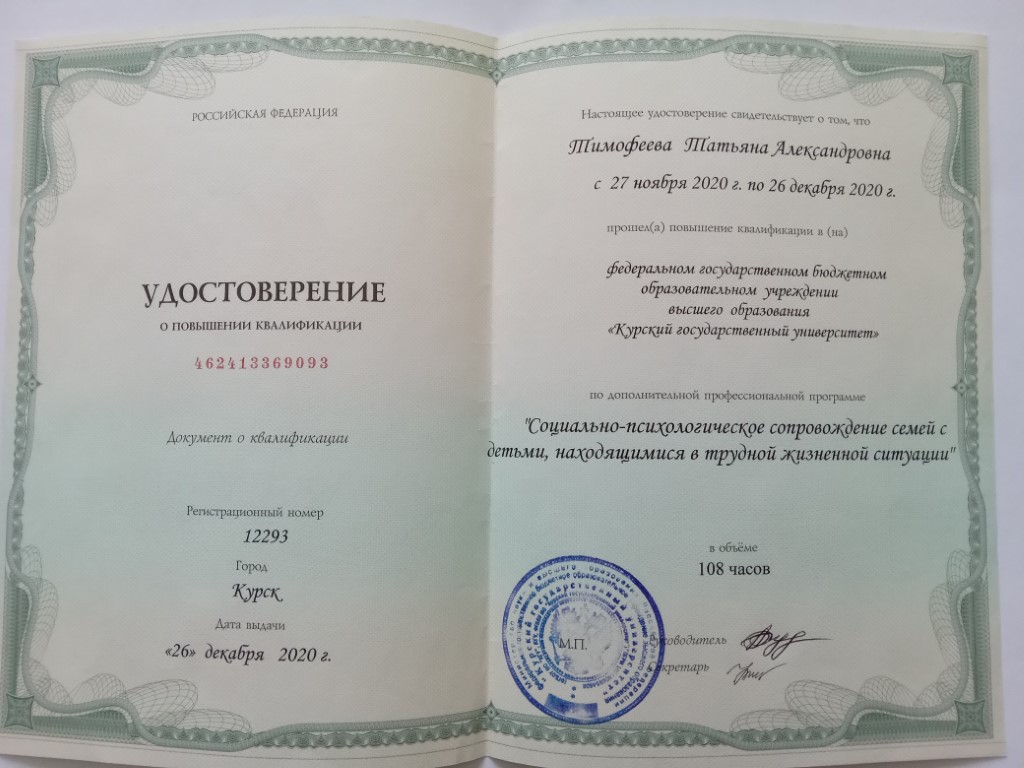 РОССИЙСКАЯ ФЕДЕРАЦИЯ
УДОСТОВЕРЕНИЕ
О ПОВЫШЕНИИ КВАЛИФИКАЦИИ
462413369093
Документ о квалификации
Регистрационный номер
12293
Город
Курск
Дата выдачи
«26» декабря 2020 г.
Настоящее удостоверение свидетельствует о том, что
Тимофеева Татьяна Александровна
с 27 ноября 2020 г. по 26 декабря 2020 г.
прошел(а) повышение квалификации в (на)
федеральном государственном бюджетном
образовательном учреждении
высшего образования
«Курский государственный университет»
по дополнительной профессиональной программе
"Социально-психологическое сопровождение семей с
детьми, находящимися в трудной жизненной ситуации"
в объёме
108 часов
М.П.
Руководитель
Секретарь